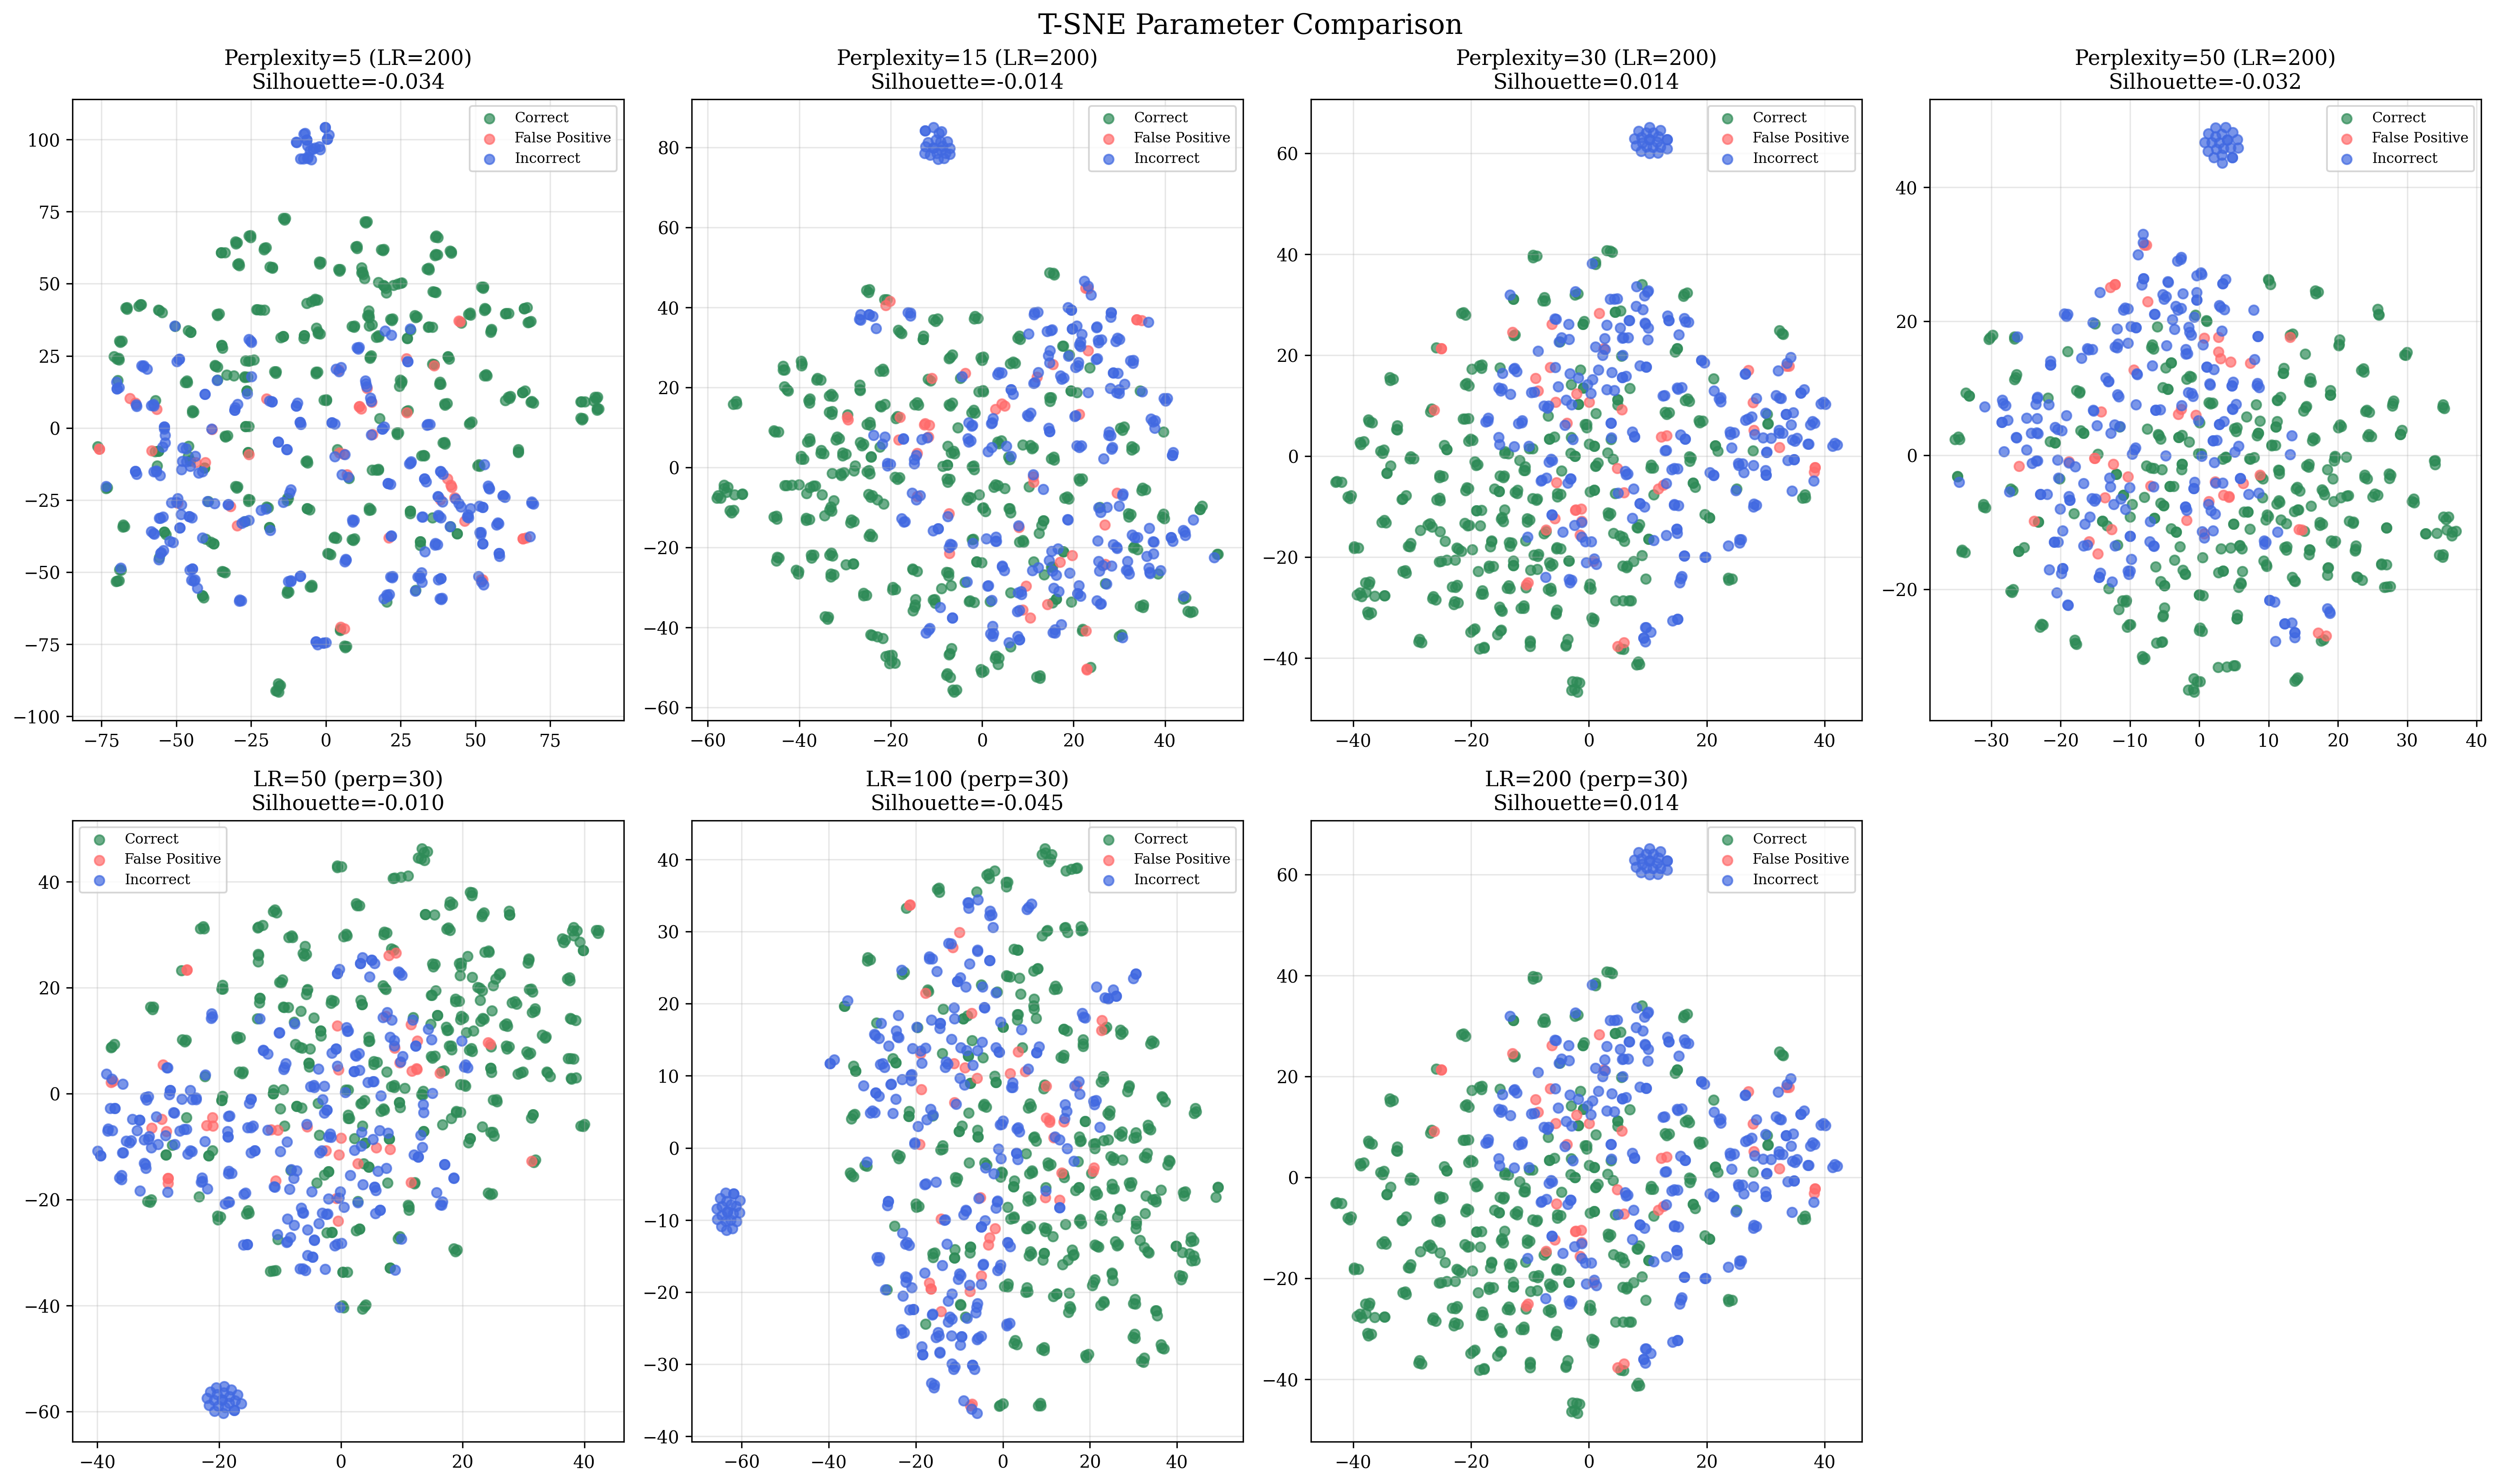 T-SNE Parameter Comparison
Perplexity=5 (LR=200)
Silhouette=-0.034
Correct
False Positive
Incorrect
100
75
50
25
0
−25
−50
−75
−100
−75 −50 −25 0 25 50 75
Perplexity=15 (LR=200)
Silhouette=-0.014
Correct
False Positive
Incorrect
80
60
40
20
0
−20
−40
−60
−60 −40 −20 0 20 40
Perplexity=30 (LR=200)
Silhouette=0.014
Correct
False Positive
Incorrect
60
40
20
0
−20
−40
−40 −20 0 20 40
Perplexity=50 (LR=200)
Silhouette=-0.032
Correct
False Positive
Incorrect
40
20
0
−20
−30 −20 −10 0 10 20 30 40
LR=50 (perp=30)
Silhouette=-0.010
Correct
False Positive
Incorrect
40
20
0
−20
−40
−60
−40 −20 0 20 40
LR=100 (perp=30)
Silhouette=-0.045
Correct
False Positive
Incorrect
40
30
20
10
0
−10
−20
−30
−40
−60 −40 −20 0 20 40
LR=200 (perp=30)
Silhouette=0.014
Correct
False Positive
Incorrect
60
40
20
0
−20
−40
−40 −20 0 20 40